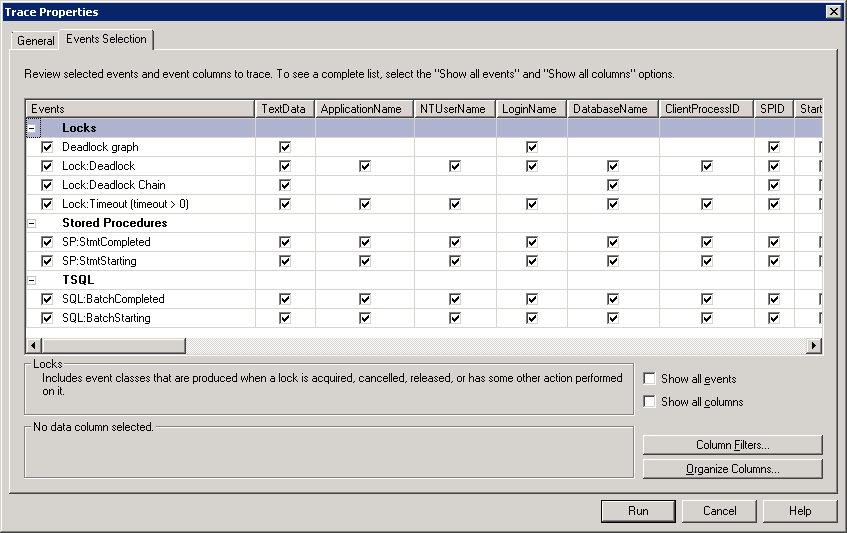 Trace Properties
General
Events Selection
Review selected events and event columns to trace. To see a complete list, select the "Show all events" and "Show all columns" options.
Events TextData ApplicationName NTUserName LoginName DatabaseName ClientProcessID SPID Start
Locks
Deadlock graph
Lock:Deadlock
Lock:Deadlock Chain
Lock:Timeout (timeout > 0)
Stored Procedures
SP:StmtCompleted
SP:StmtStarting
TSQL
SQL:BatchCompleted
SQL:BatchStarting
Locks
Includes event classes that are produced when a lock is acquired, cancelled, released, or has some other action performed
on it.
Show all events
Show all columns
No data column selected.
Column Filters...
Organize Columns...
Run Cancel Help